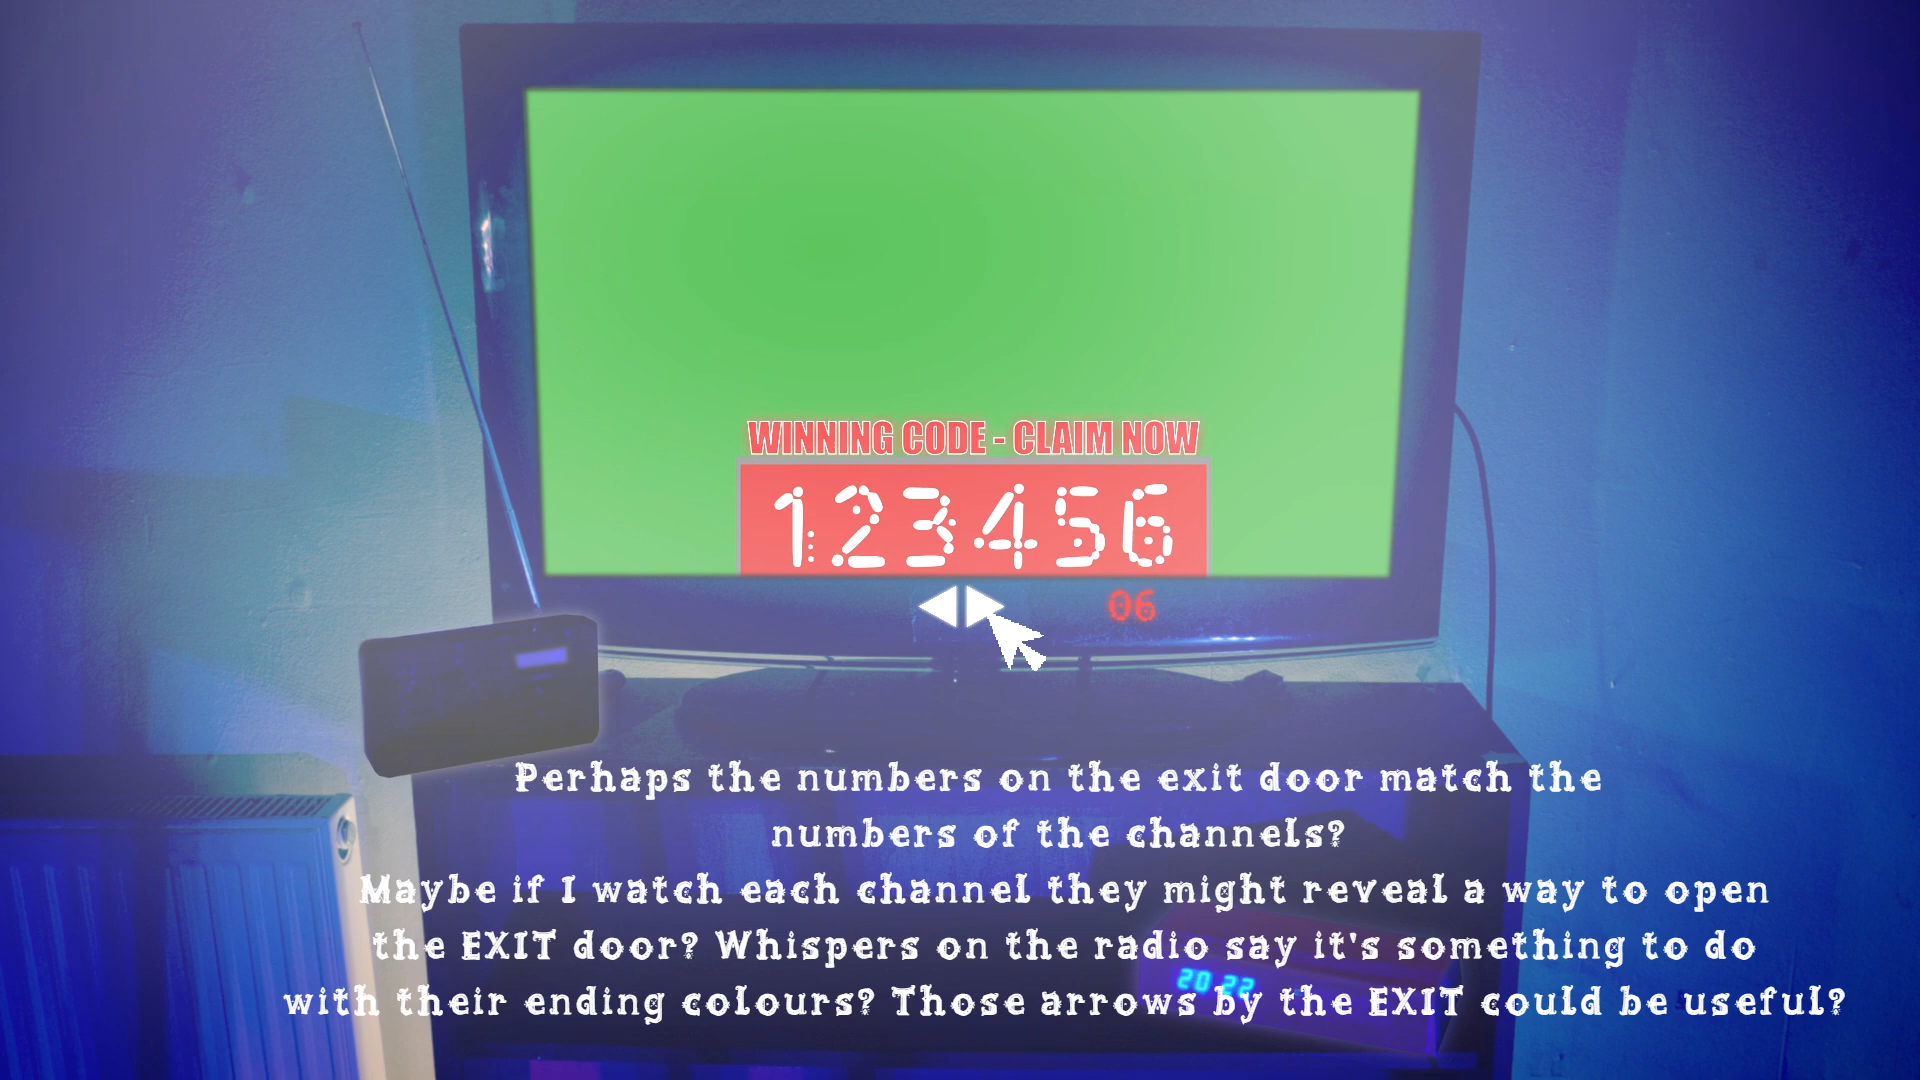 WINNING CODE - CLAIM NOW
123456
06
Perhaps the numbers on the exit door match the
numbers of the channels?
Maybe if I watch each channel they might reveal a way to open
the EXIT door? Whispers on the radio say it's something to do
with their ending colours? Those arrows by the EXIT could be useful?
20:22